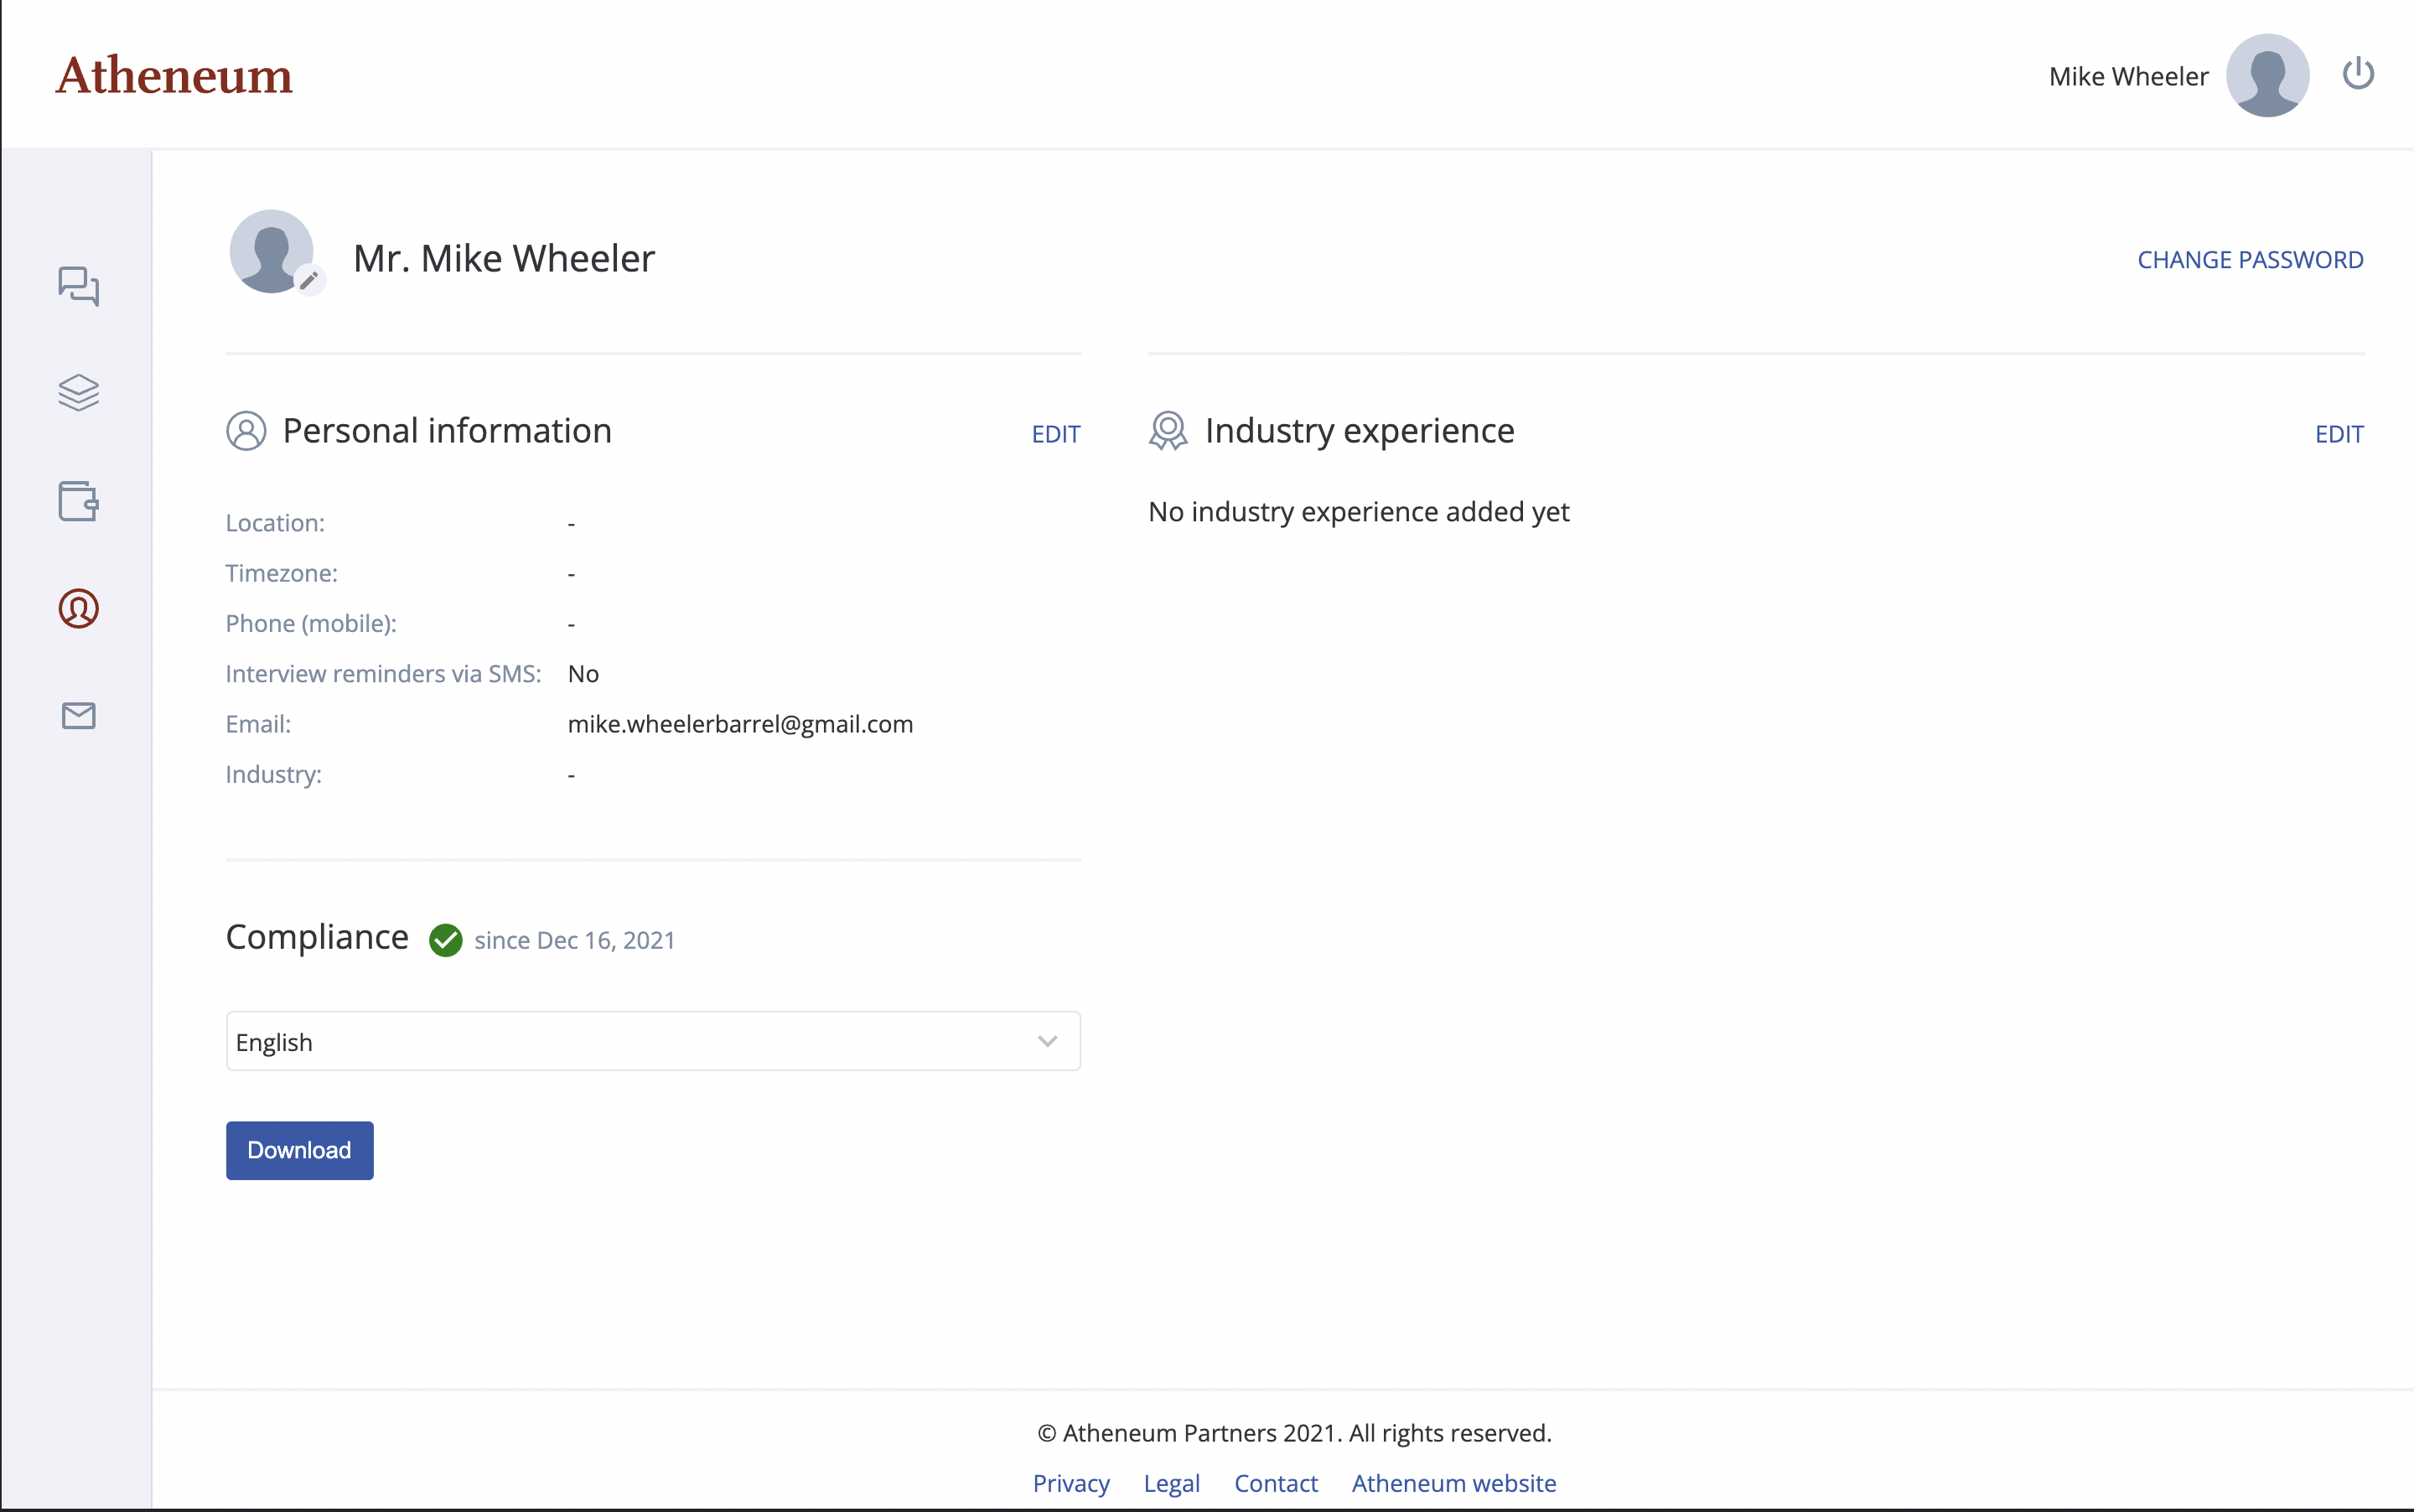 Atheneum
Mike Wheeler
Mr. Mike Wheeler
CHANGE PASSWORD
Personal information
EDIT
Location: -
Timezone: -
Phone (mobile): -
Interview reminders via SMS: No
Email: mike.wheelerbarrel@gmail.com
Industry: -
Industry experience
EDIT
No industry experience added yet
Compliance since Dec 16, 2021
English
Download
© Atheneum Partners 2021. All rights reserved.
Privacy Legal Contact Atheneum website